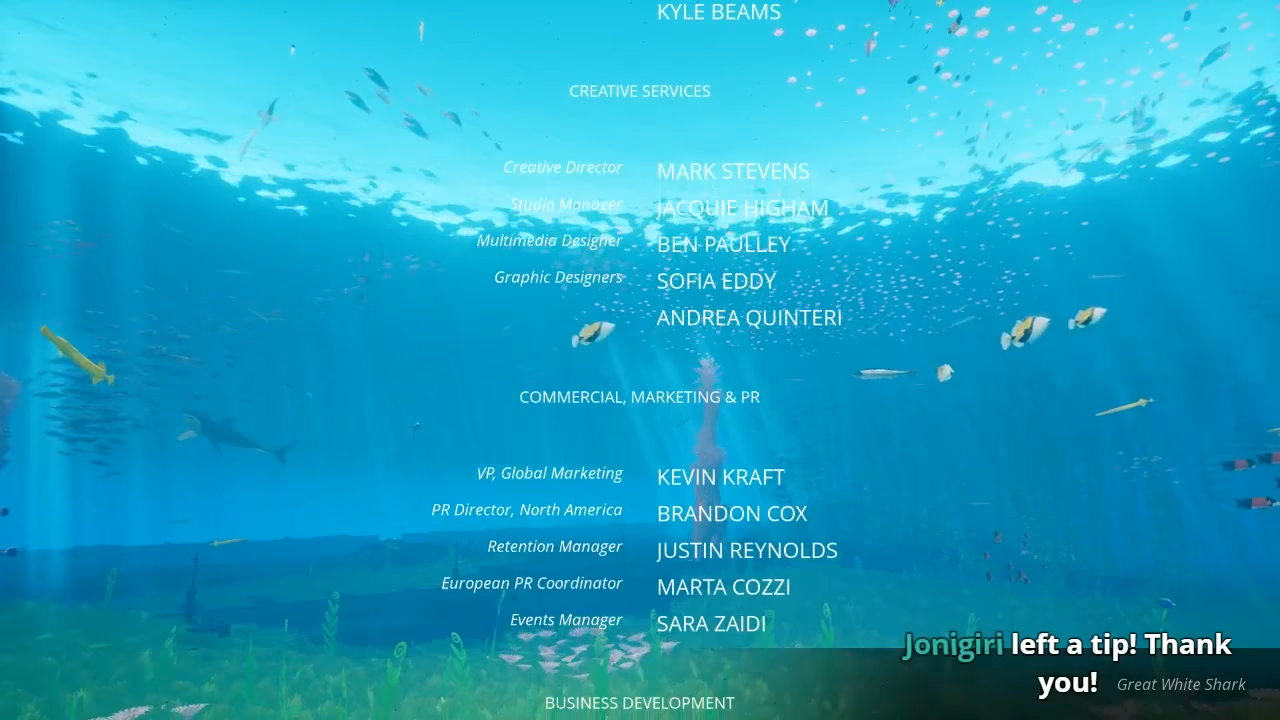 KYLE BEAMS
CREATIVE SERVICES
Creative Director MARK STEVENS
Studio Manager JACQUIE HIGHAM
Multimedia Designer BEN PAULLEY
Graphic Designers SOFIA EDDY
ANDREA QUINTERI
COMMERCIAL, MARKETING & PR
VP, Global Marketing KEVIN KRAFT
PR Director, North America BRANDON COX
Retention Manager JUSTIN REYNOLDS
European PR Coordinator MARTA COZZI
Events Manager SARA ZAIDI
Jonigiri left a tip! Thank
you! Great White Shark
BUSINESS DEVELOPMENT